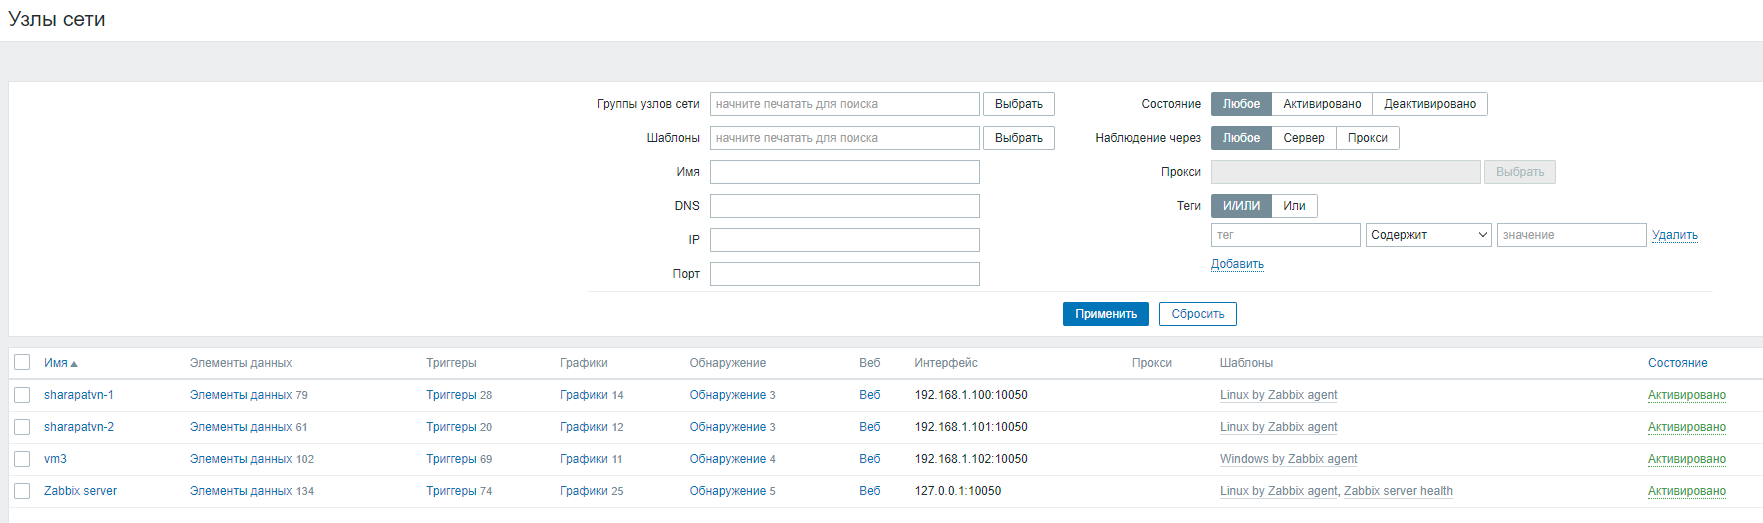 Узлы сети
Группы узлов сети начните печатать для поиска Выбрать Состояние Любое Активировано Деактивировано
Шаблоны начните печатать для поиска Выбрать Наблюдение через Любое Сервер Прокси
Имя Прокси Выбрать
DNS Теги И/ИЛИ Или
IP тег Содержит значение Удалить
Порт Добавить
Применить Сбросить
Имя Элементы данных Триггеры Графики Обнаружение Веб Интерфейс Прокси Шаблоны Состояние
sharapatvn-1 Элементы данных 79 Триггеры 28 Графики 14 Обнаружение 3 Веб 192.168.1.100:10050 Linux by Zabbix agent Активировано
sharapatvn-2 Элементы данных 61 Триггеры 20 Графики 12 Обнаружение 3 Веб 192.168.1.101:10050 Linux by Zabbix agent Активировано
vm3 Элементы данных 102 Триггеры 69 Графики 11 Обнаружение 4 Веб 192.168.1.102:10050 Windows by Zabbix agent Активировано
Zabbix server Элементы данных 134 Триггеры 74 Графики 25 Обнаружение 5 Веб 127.0.0.1:10050 Linux by Zabbix agent, Zabbix server health Активировано